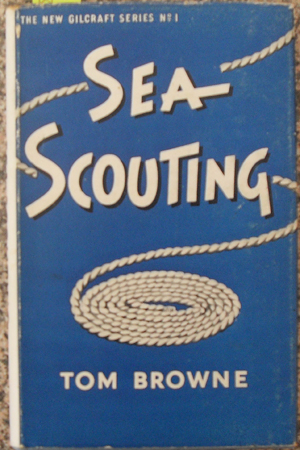 THE NEW GILCRAFT SERIES Nº 1
SEA
SCOUTING
TOM BROWNE